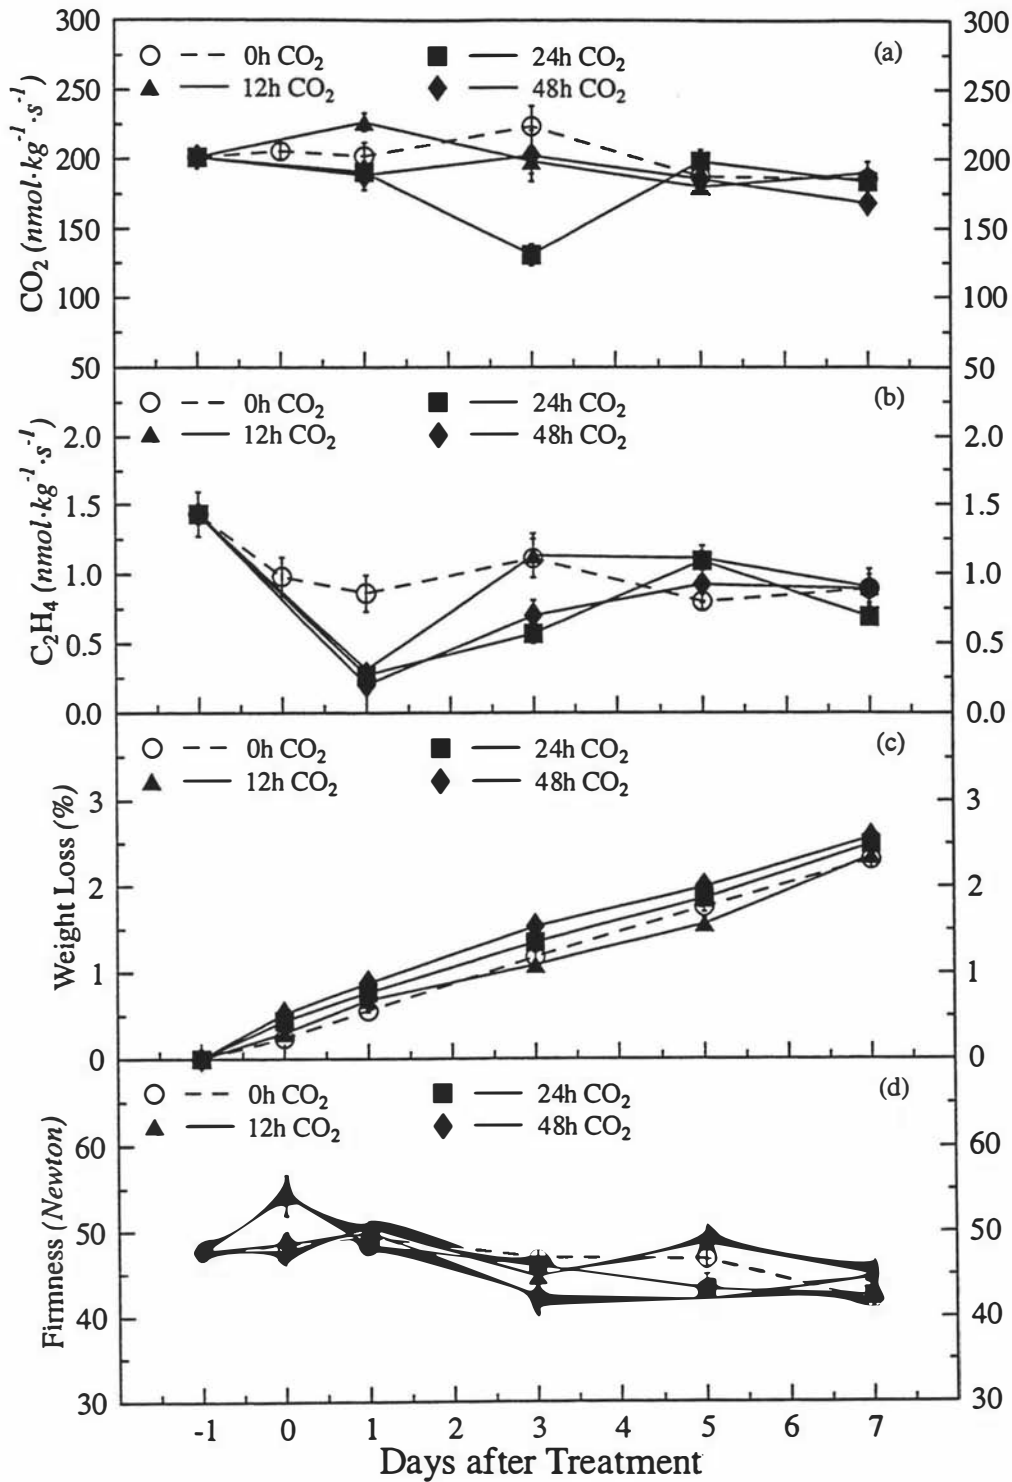 300 300
0h CO2 24h CO2 (a)
12h CO2 48h CO2
250 250
200 200
150 150
100 100
50 50
CO2 (nmol·kg-1·s-1)
0h CO2 24h CO2 (b)
12h CO2 48h CO2
2.0 2.0
1.5 1.5
1.0 1.0
0.5 0.5
0.0 0.0
C2H4 (nmol·kg-1·s-1)
0h CO2 24h CO2 (c)
12h CO2 48h CO2
3 3
2 2
1 1
0 0
Weight Loss (%)
0h CO2 24h CO2 (d)
12h CO2 48h CO2
60 60
50 50
40 40
30 30
Firmness (Newton)
-1 0 1 2 3 4 5 6 7
Days after Treatment